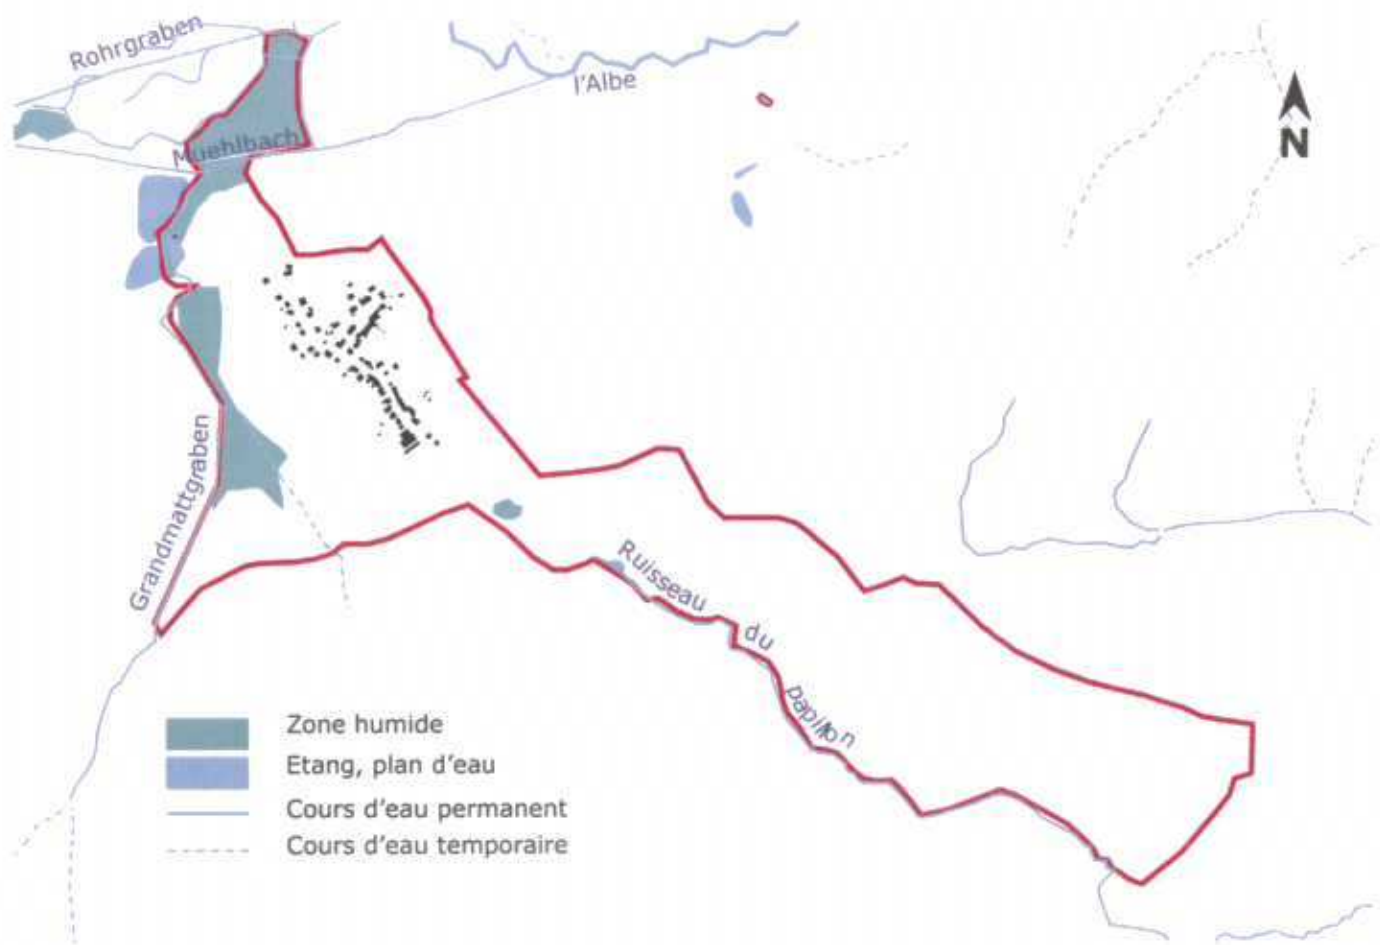 Rohrgraben
l'Albe
N
Muehlbach
Grandmattgraben
Ruisseau
du
papillon
Zone humide
Etang, plan d'eau
Cours d'eau permanent
Cours d'eau temporaire